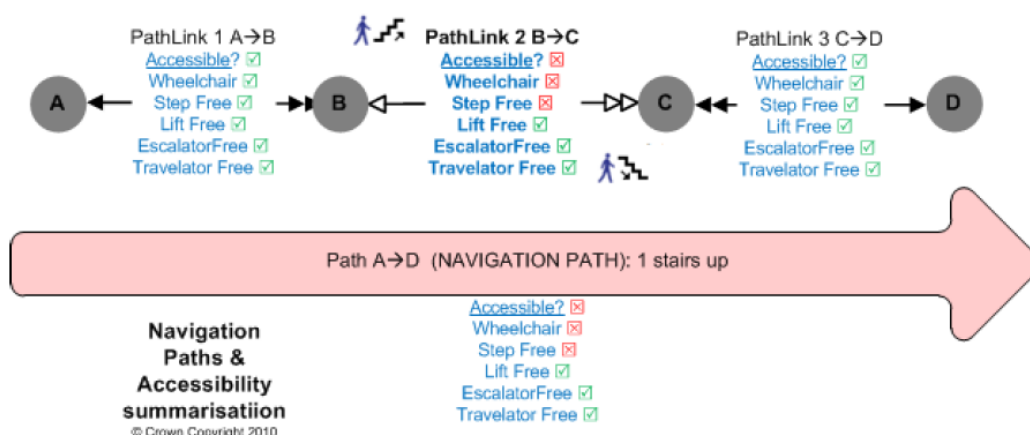 PathLink 1 A→B
Accessible? ☑
Wheelchair ☑
Step Free ☑
Lift Free ☑
EscalatorFree ☑
Travelator Free ☑
PathLink 2 B→C
Accessible? ☒
Wheelchair ☒
Step Free ☒
Lift Free ☑
EscalatorFree ☑
Travelator Free ☑
PathLink 3 C→D
Accessible? ☑
Wheelchair ☑
Step Free ☑
Lift Free ☑
EscalatorFree ☑
Travelator Free ☑
A
B
C
D
Path A→D (NAVIGATION PATH): 1 stairs up
Accessible? ☒
Wheelchair ☒
Step Free ☒
Lift Free ☑
EscalatorFree ☑
Travelator Free ☑
Navigation
Paths &
Accessibility
summarisatiion
© Crown Copyright 2010